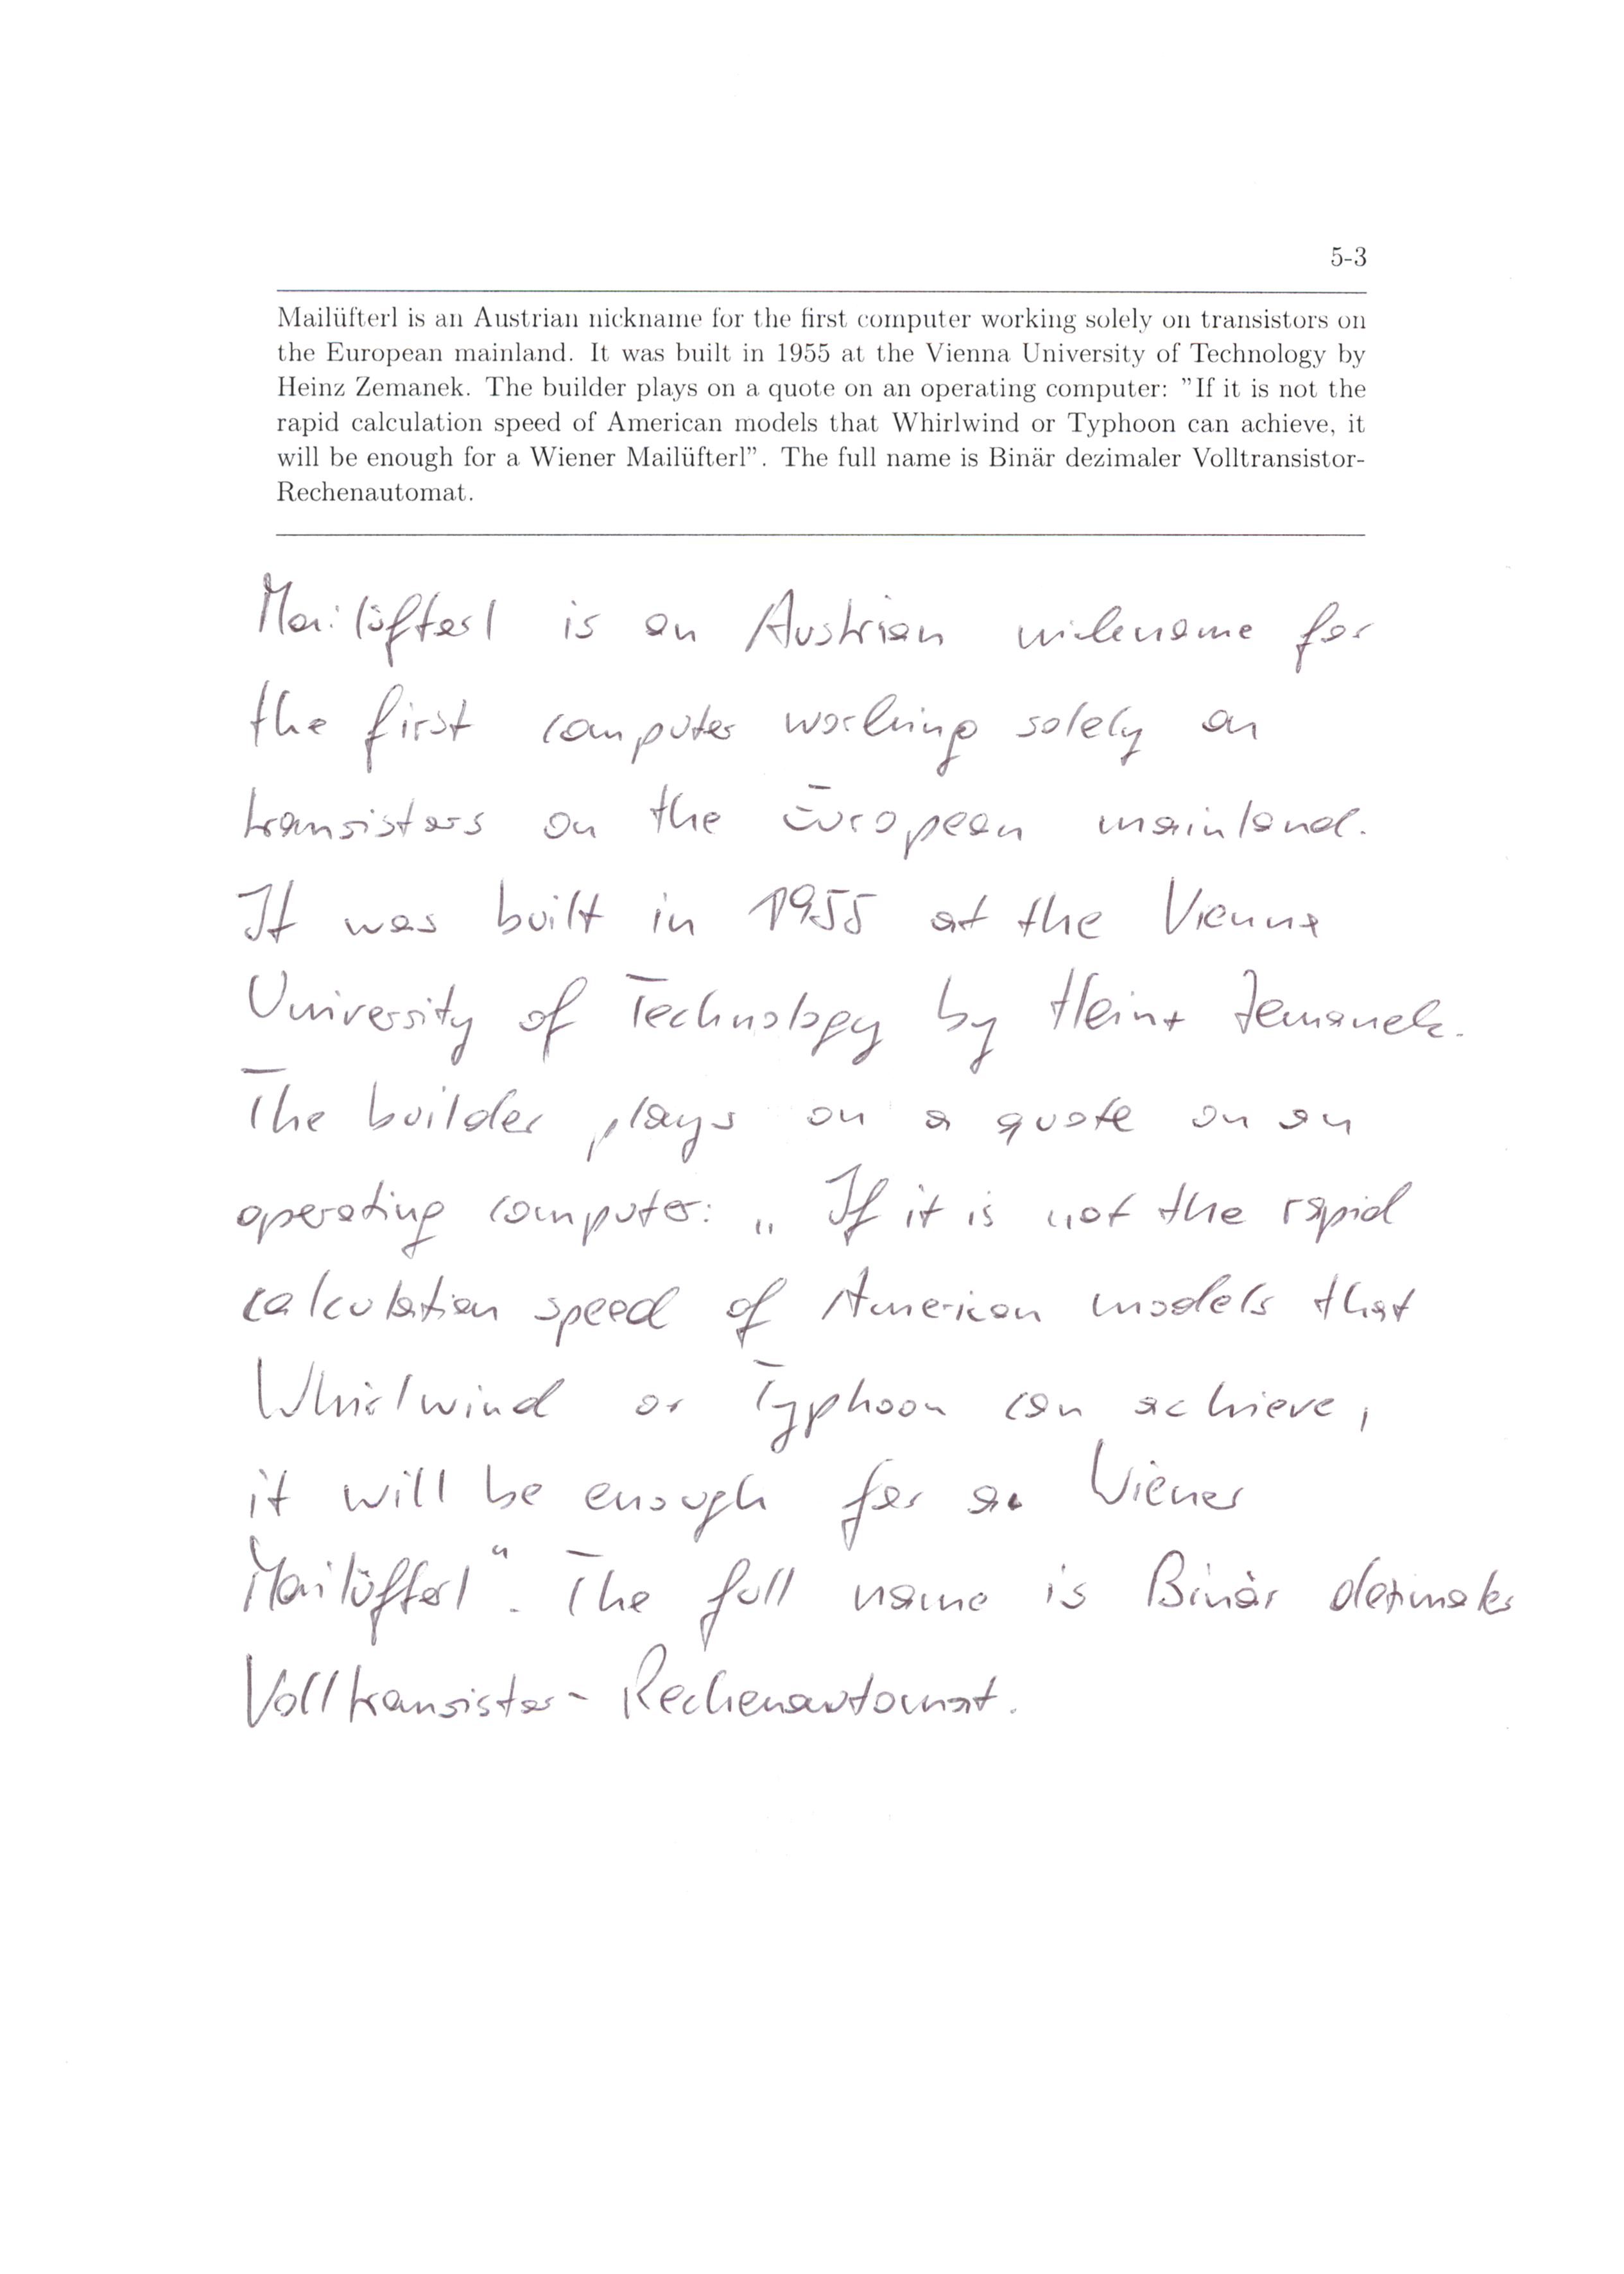 5-3
Mailüfterl is an Austrian nickname for the first computer working solely on transistors on
the European mainland. It was built in 1955 at the Vienna University of Technology by
Heinz Zemanek. The builder plays on a quote on an operating computer: "If it is not the
rapid calculation speed of American models that Whirlwind or Typhoon can achieve, it
will be enough for a Wiener Mailüfterl". The full name is Binär dezimaler Volltransistor-
Rechenautomat.
Mailüfterl is an Austrian nickname for
the first computer working solely on
transistors on the European mainland.
It was built in 1955 at the Vienna
University of Technology by Heinz Zemanek.
The builder plays on a quote on an
operating computer: „If it is not the rapid
calculation speed of American models that
Whirlwind or Typhoon can achieve,
it will be enough for a Wiener
Mailüfterl“. The full name is Binär dezimaler
Volltransistor-Rechenautomat.